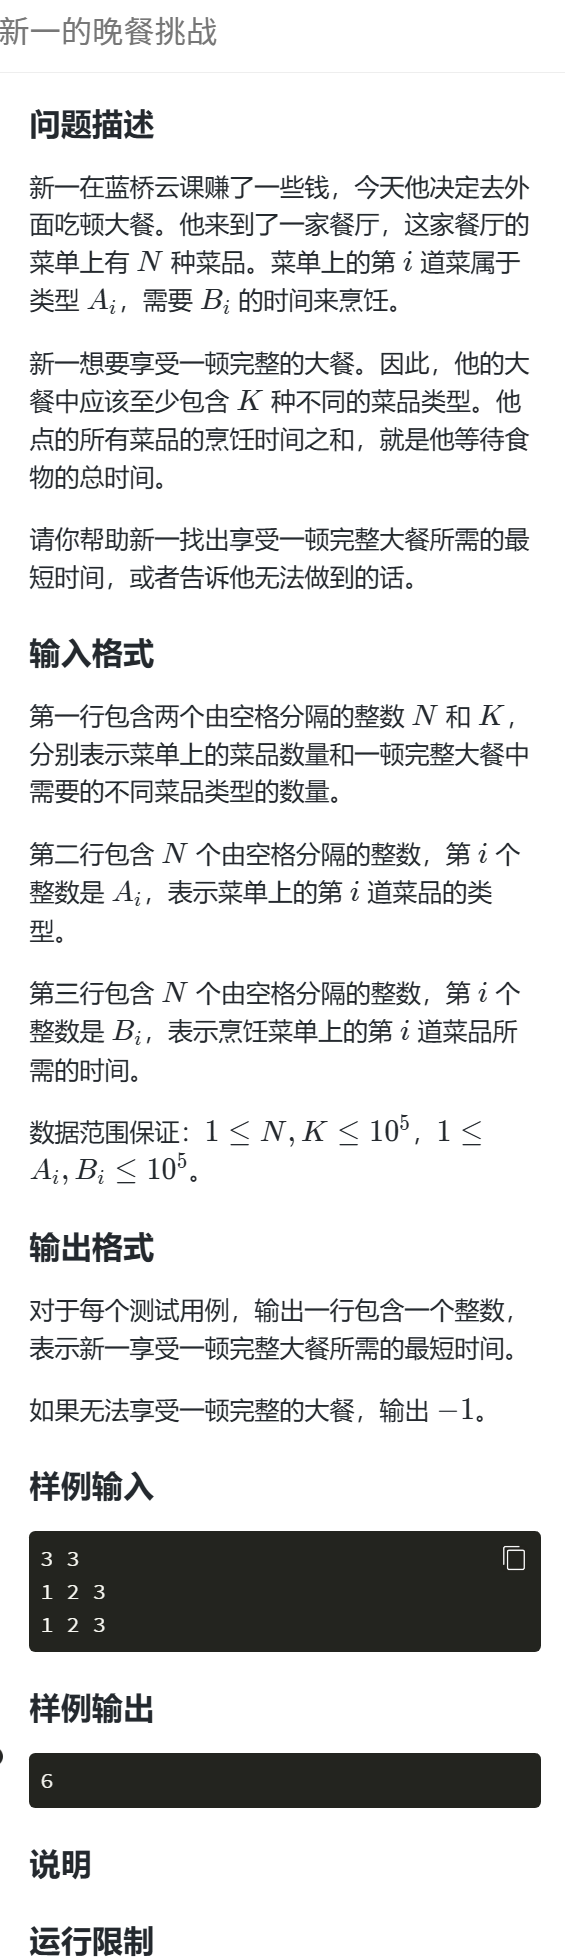 新一的晚餐挑战
问题描述
新一在蓝桥云课赚了一些钱，今天他决定去外
面吃顿大餐。他来到了一家餐厅，这家餐厅的
菜单上有 N 种菜品。菜单上的第 i 道菜属于
类型 A_i，需要 B_i 的时间来烹饪。
新一想要享受一顿完整的大餐。因此，他的大
餐中应该至少包含 K 种不同的菜品类型。他
点的所有菜品的烹饪时间之和，就是他等待食
物的总时间。
请你帮助新一找出享受一顿完整大餐所需的最
短时间，或者告诉他无法做到的话。
输入格式
第一行包含两个由空格分隔的整数 N 和 K，
分别表示菜单上的菜品数量和一顿完整大餐中
需要的不同菜品类型的数量。
第二行包含 N 个由空格分隔的整数，第 i 个
整数是 A_i，表示菜单上的第 i 道菜品的类
型。
第三行包含 N 个由空格分隔的整数，第 i 个
整数是 B_i，表示烹饪菜单上的第 i 道菜品所
需的时间。
数据范围保证：1 ≤ N, K ≤ 10^5，1 ≤
A_i, B_i ≤ 10^5。
输出格式
对于每个测试用例，输出一行包含一个整数，
表示新一享受一顿完整大餐所需的最短时间。
如果无法享受一顿完整的大餐，输出 −1。
样例输入
3 3
1 2 3
1 2 3
样例输出
6
说明
运行限制